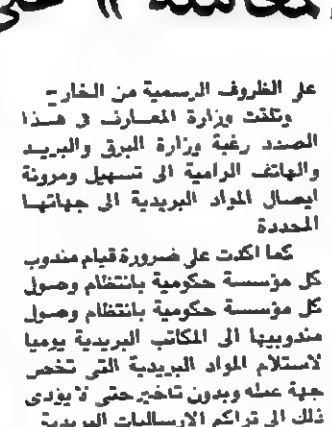 المعاملة \\ حتى
على الظروف الرسمية من الخارج
وتلقت وزارة المعارف في هذا
الصدد رغبة وزارة البرق والبريد
والهاتف الرامية الى تسهيل ومرونة
ايصال المواد البريدية الى جهاتها
المحددة
كما اكدت على ضرورة قيام مندوب
كل مؤسسة حكومية بانتظام وصول
كل مؤسسة حكومية بانتظام وصول
مندوبيها الى المكاتب البريدية يوميا
لاستلام المواد البريدية التي تخص
جهة عمله وبدون تاخير حتى لا يؤدى
ذلك الى تراكم الارساليات البريدية